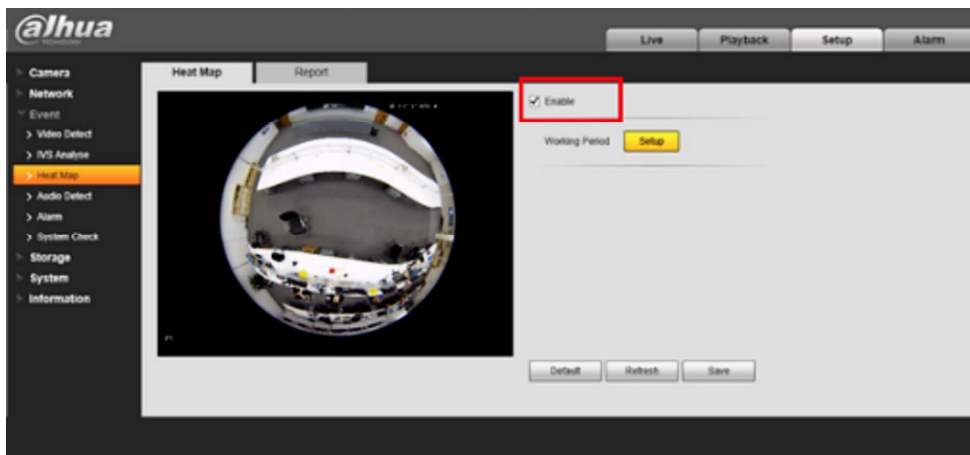 alhua
TECHNOLOGY
Live Playback Setup Alarm
Camera
Network
Event
> Video Detect
> IVS Analyse
> Heat Map
> Audio Detect
> Alarm
> System Check
Storage
System
Information
Heat Map Report
Enable
Working Period Setup
Default Refresh Save